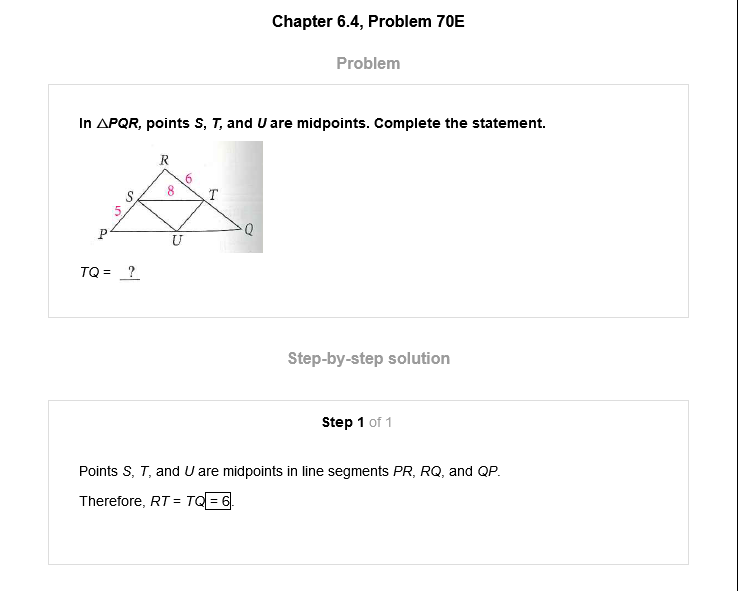 Chapter 6.4, Problem 70E
Problem
In △PQR, points S, T, and U are midpoints. Complete the statement.
R
6
8
S
T
5
P
Q
U
TQ = ?
Step-by-step solution
Step 1 of 1
Points S, T, and U are midpoints in line segments PR, RQ, and QP.
Therefore, RT = TQ = 6.